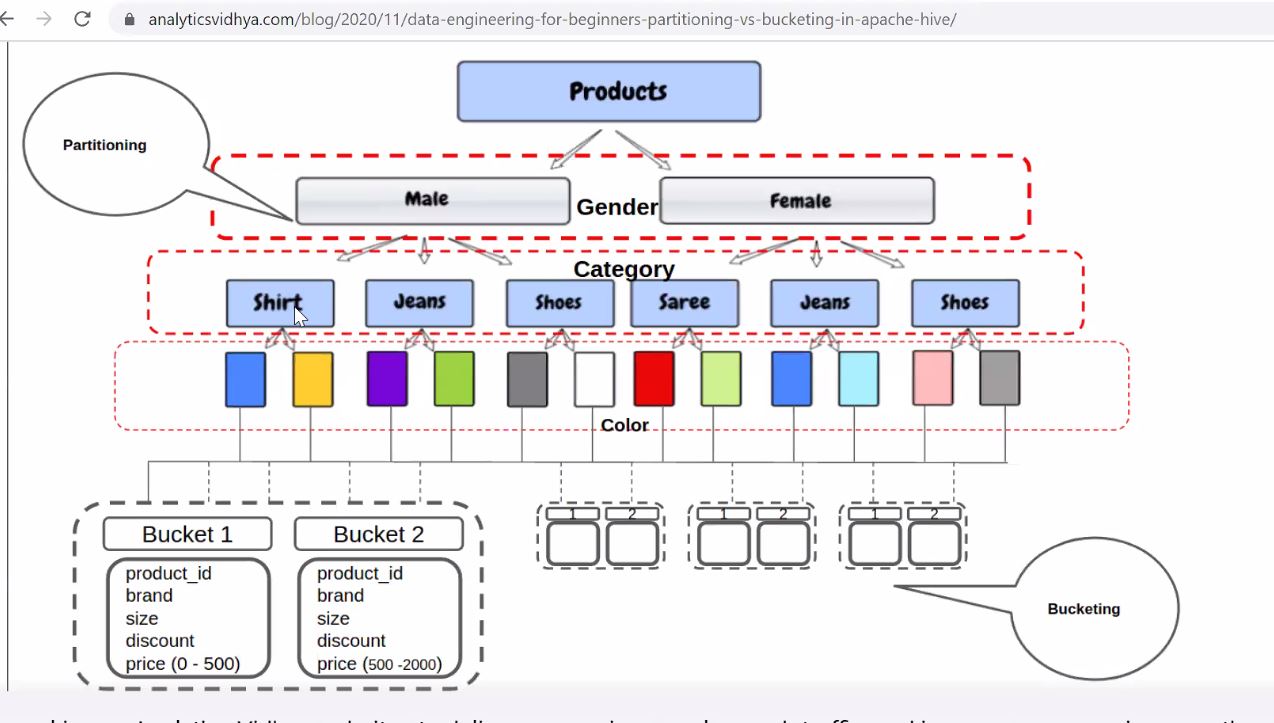 analyticsvidhya.com/blog/2020/11/data-engineering-for-beginners-partitioning-vs-bucketing-in-apache-hive/
Products
Partitioning
Male
Gender
Female
Category
Shirt
Jeans
Shoes
Saree
Jeans
Shoes
Color
Bucket 1
product_id
brand
size
discount
price (0 - 500)
Bucket 2
product_id
brand
size
discount
price (500 -2000)
1 2
1 2
1 2
Bucketing